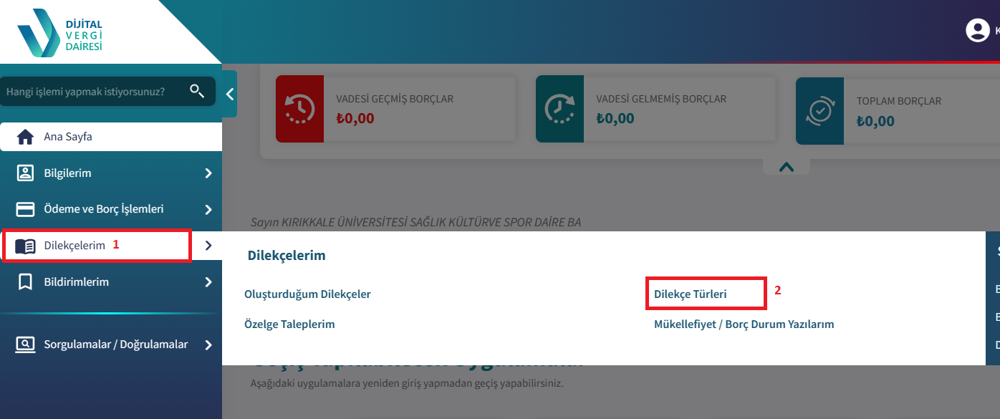 DİJİTAL
VERGİ
DAİRESİ
K
Hangi işlemi yapmak istiyorsunuz?
VADESİ GEÇMİŞ BORÇLAR
₺0,00
VADESİ GELMEMİŞ BORÇLAR
₺0,00
TOPLAM BORÇLAR
₺0,00
Ana Sayfa
Bilgilerim
Ödeme ve Borç İşlemleri
Dilekçelerim 1
Bildirimlerim
Sorgulamalar / Doğrulamalar
Sayın KIRIKKALE ÜNİVERSİTESİ SAĞLIK KÜLTÜRVE SPOR DAİRE BA
Dilekçelerim
Oluşturduğum Dilekçeler
Dilekçe Türleri 2
Özelge Taleplerim
Mükellefiyet / Borç Durum Yazılarım
Aşağıdaki uygulamalara yeniden giriş yapmadan geçiş yapabilirsiniz.